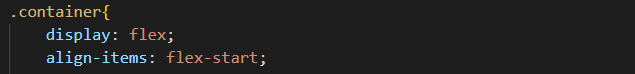 .container{
display: flex;
align-items: flex-start;